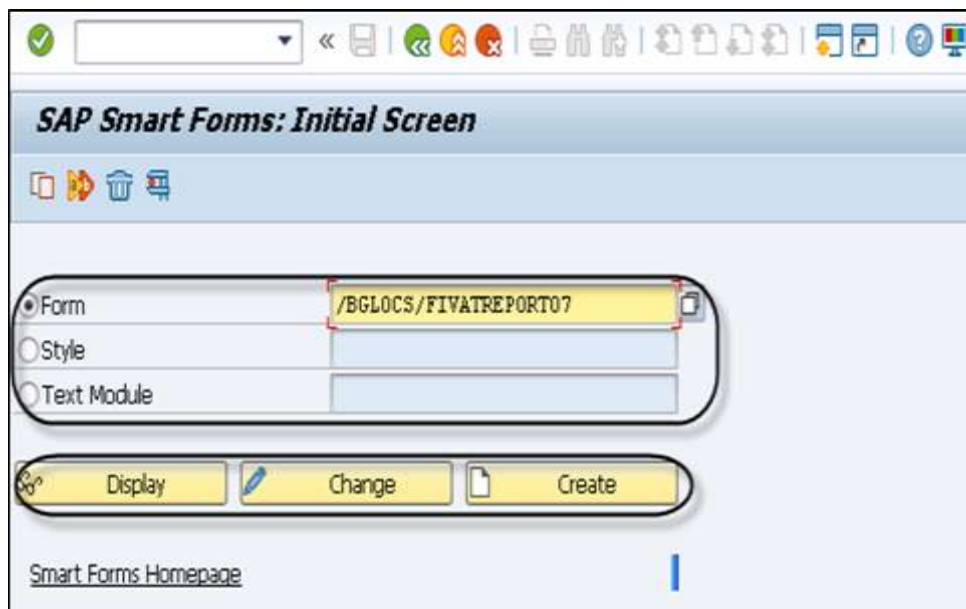 SAP Smart Forms: Initial Screen
Form /BGLOCS/FIVATREPORT07
Style
Text Module
Display Change Create
Smart Forms Homepage